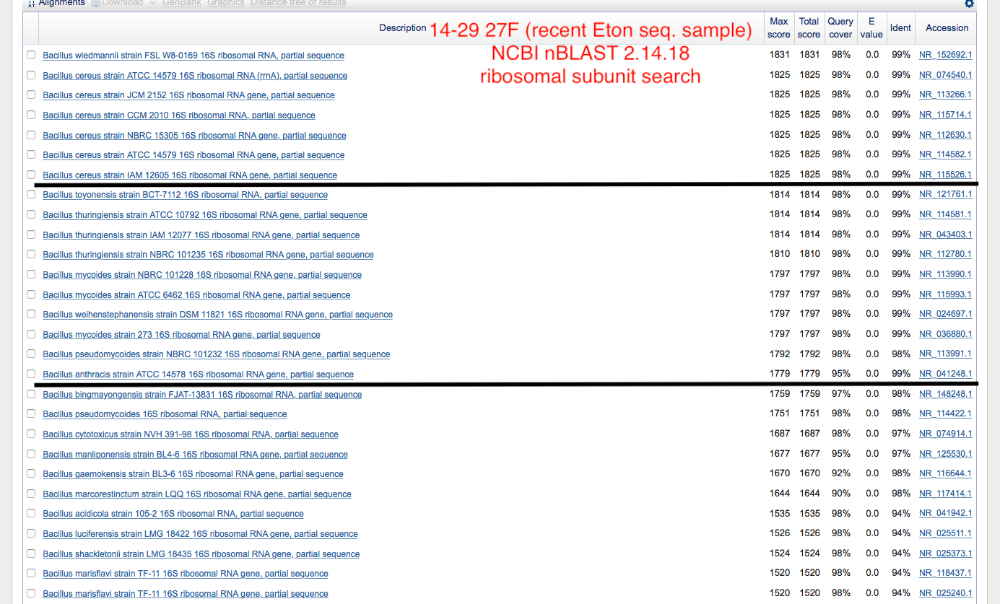 Alignments Download GenBank Graphics Distance tree of results
Description Max score Total score Query cover E value Ident Accession
14-29 27F (recent Eton seq. sample)
NCBI nBLAST 2.14.18
ribosomal subunit search
Bacillus wiedmannii strain FSL W8-0169 16S ribosomal RNA, partial sequence 1831 1831 98% 0.0 99% NR_152692.1
Bacillus cereus strain ATCC 14579 16S ribosomal RNA (rrnA), partial sequence 1825 1825 98% 0.0 99% NR_074540.1
Bacillus cereus strain JCM 2152 16S ribosomal RNA gene, partial sequence 1825 1825 98% 0.0 99% NR_113266.1
Bacillus cereus strain CCM 2010 16S ribosomal RNA, partial sequence 1825 1825 98% 0.0 99% NR_115714.1
Bacillus cereus strain NBRC 15305 16S ribosomal RNA gene, partial sequence 1825 1825 98% 0.0 99% NR_112630.1
Bacillus cereus strain ATCC 14579 16S ribosomal RNA gene, partial sequence 1825 1825 98% 0.0 99% NR_114582.1
Bacillus cereus strain IAM 12605 16S ribosomal RNA gene, partial sequence 1825 1825 98% 0.0 99% NR_115526.1
Bacillus toyonensis strain BCT-7112 16S ribosomal RNA, partial sequence 1814 1814 98% 0.0 99% NR_121761.1
Bacillus thuringiensis strain ATCC 10792 16S ribosomal RNA gene, partial sequence 1814 1814 98% 0.0 99% NR_114581.1
Bacillus thuringiensis strain IAM 12077 16S ribosomal RNA gene, partial sequence 1814 1814 98% 0.0 99% NR_043403.1
Bacillus thuringiensis strain NBRC 101235 16S ribosomal RNA gene, partial sequence 1810 1810 98% 0.0 99% NR_112780.1
Bacillus mycoides strain NBRC 101228 16S ribosomal RNA gene, partial sequence 1797 1797 98% 0.0 99% NR_113990.1
Bacillus mycoides strain ATCC 6462 16S ribosomal RNA gene, partial sequence 1797 1797 98% 0.0 99% NR_115993.1
Bacillus weihenstephanensis strain DSM 11821 16S ribosomal RNA gene, partial sequence 1797 1797 98% 0.0 99% NR_024697.1
Bacillus mycoides strain 273 16S ribosomal RNA gene, partial sequence 1797 1797 98% 0.0 99% NR_036880.1
Bacillus pseudomycoides strain NBRC 101232 16S ribosomal RNA gene, partial sequence 1792 1792 98% 0.0 98% NR_113991.1
Bacillus anthracis strain ATCC 14578 16S ribosomal RNA gene, partial sequence 1779 1779 95% 0.0 99% NR_041248.1
Bacillus bingmayongensis strain FJAT-13831 16S ribosomal RNA, partial sequence 1759 1759 97% 0.0 98% NR_148248.1
Bacillus pseudomycoides 16S ribosomal RNA, partial sequence 1751 1751 98% 0.0 98% NR_114422.1
Bacillus cytotoxicus strain NVH 391-98 16S ribosomal RNA, partial sequence 1687 1687 98% 0.0 97% NR_074914.1
Bacillus manliponensis strain BL4-6 16S ribosomal RNA gene, partial sequence 1677 1677 95% 0.0 97% NR_125530.1
Bacillus gaemokensis strain BL3-6 16S ribosomal RNA gene, partial sequence 1670 1670 92% 0.0 98% NR_116644.1
Bacillus marcorestinctum strain LQQ 16S ribosomal RNA gene, partial sequence 1644 1644 90% 0.0 98% NR_117414.1
Bacillus acidicola strain 105-2 16S ribosomal RNA, partial sequence 1535 1535 98% 0.0 94% NR_041942.1
Bacillus luciferensis strain LMG 18422 16S ribosomal RNA gene, partial sequence 1526 1526 98% 0.0 94% NR_025511.1
Bacillus shackletonii strain LMG 18435 16S ribosomal RNA gene, partial sequence 1524 1524 98% 0.0 94% NR_025373.1
Bacillus marisflavi strain TF-11 16S ribosomal RNA gene, partial sequence 1520 1520 98% 0.0 94% NR_118437.1
Bacillus marisflavi strain TF-11 16S ribosomal RNA gene, partial sequence 1520 1520 98% 0.0 94% NR_025240.1